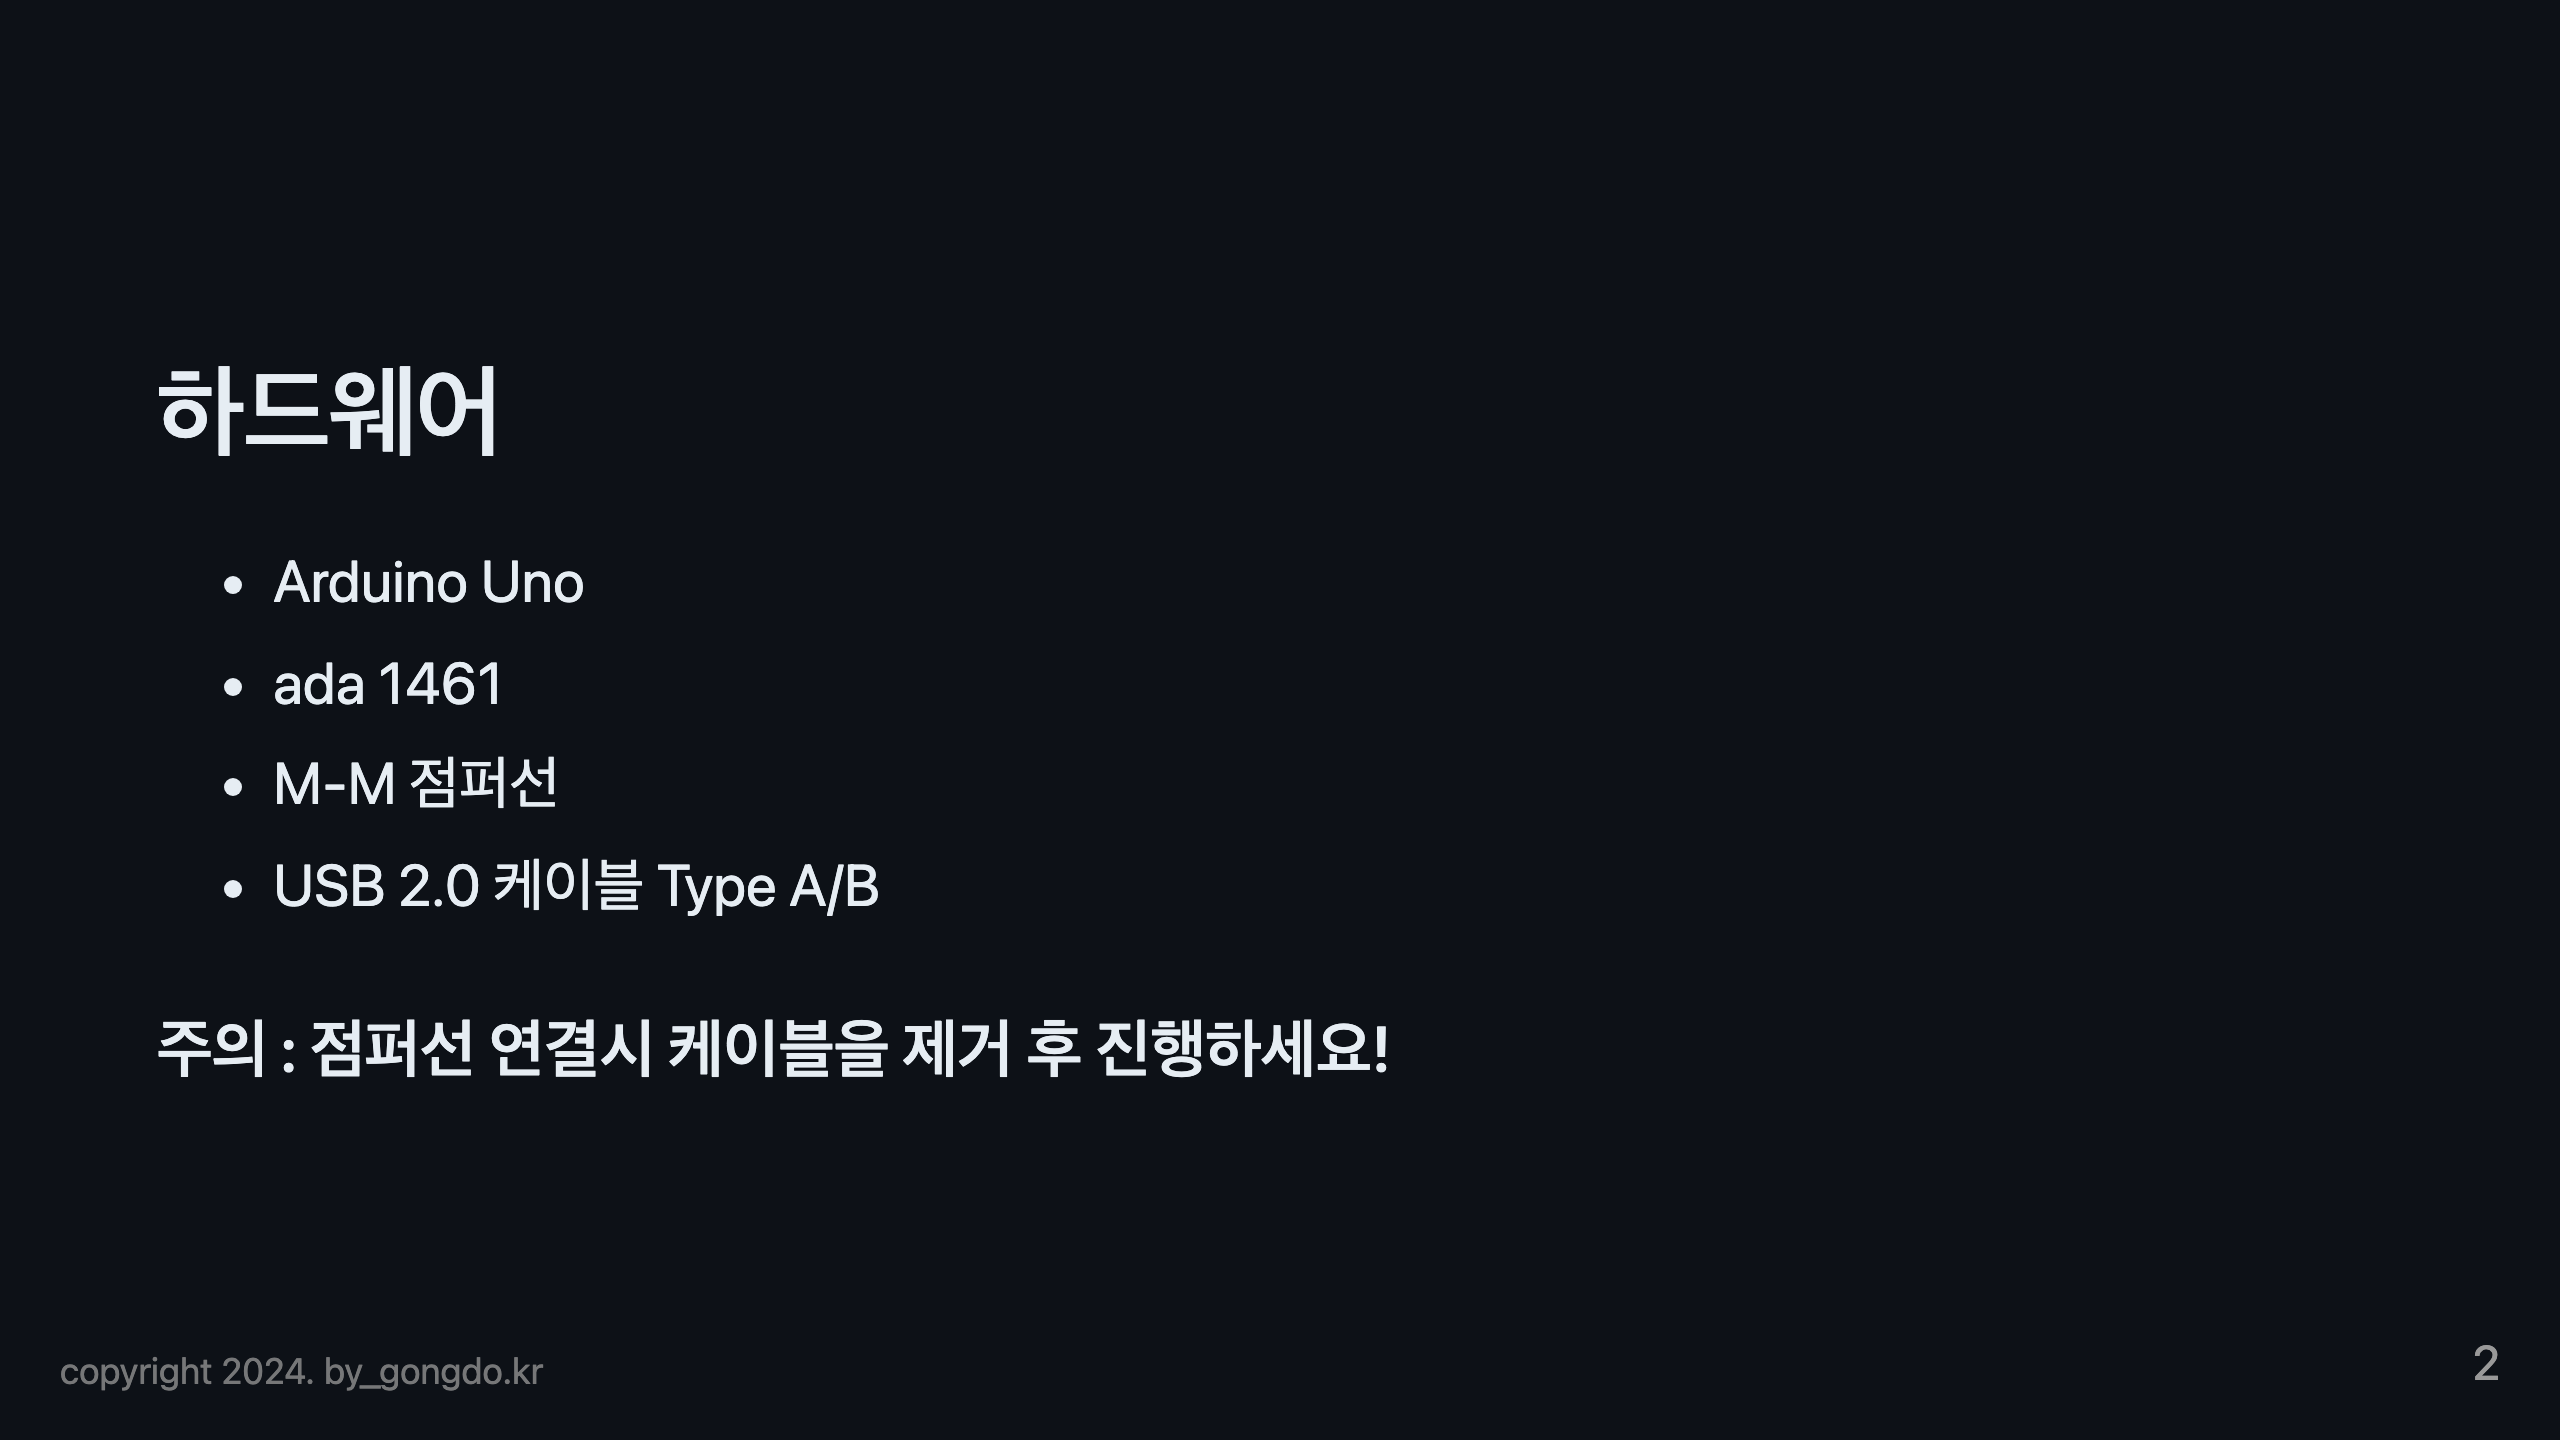 하드웨어
• Arduino Uno
• ada 1461
• M-M 점퍼선
• USB 2.0 케이블 Type A/B
주의 : 점퍼선 연결시 케이블을 제거 후 진행하세요!
copyright 2024. by_gongdo.kr
2